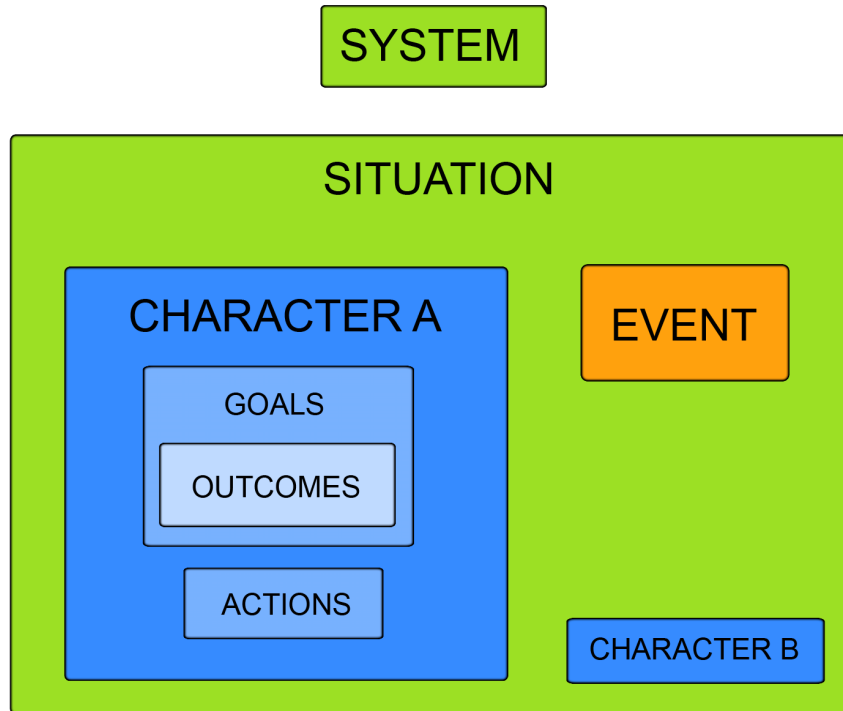 SYSTEM
SITUATION
CHARACTER A
EVENT
GOALS
OUTCOMES
ACTIONS
CHARACTER B